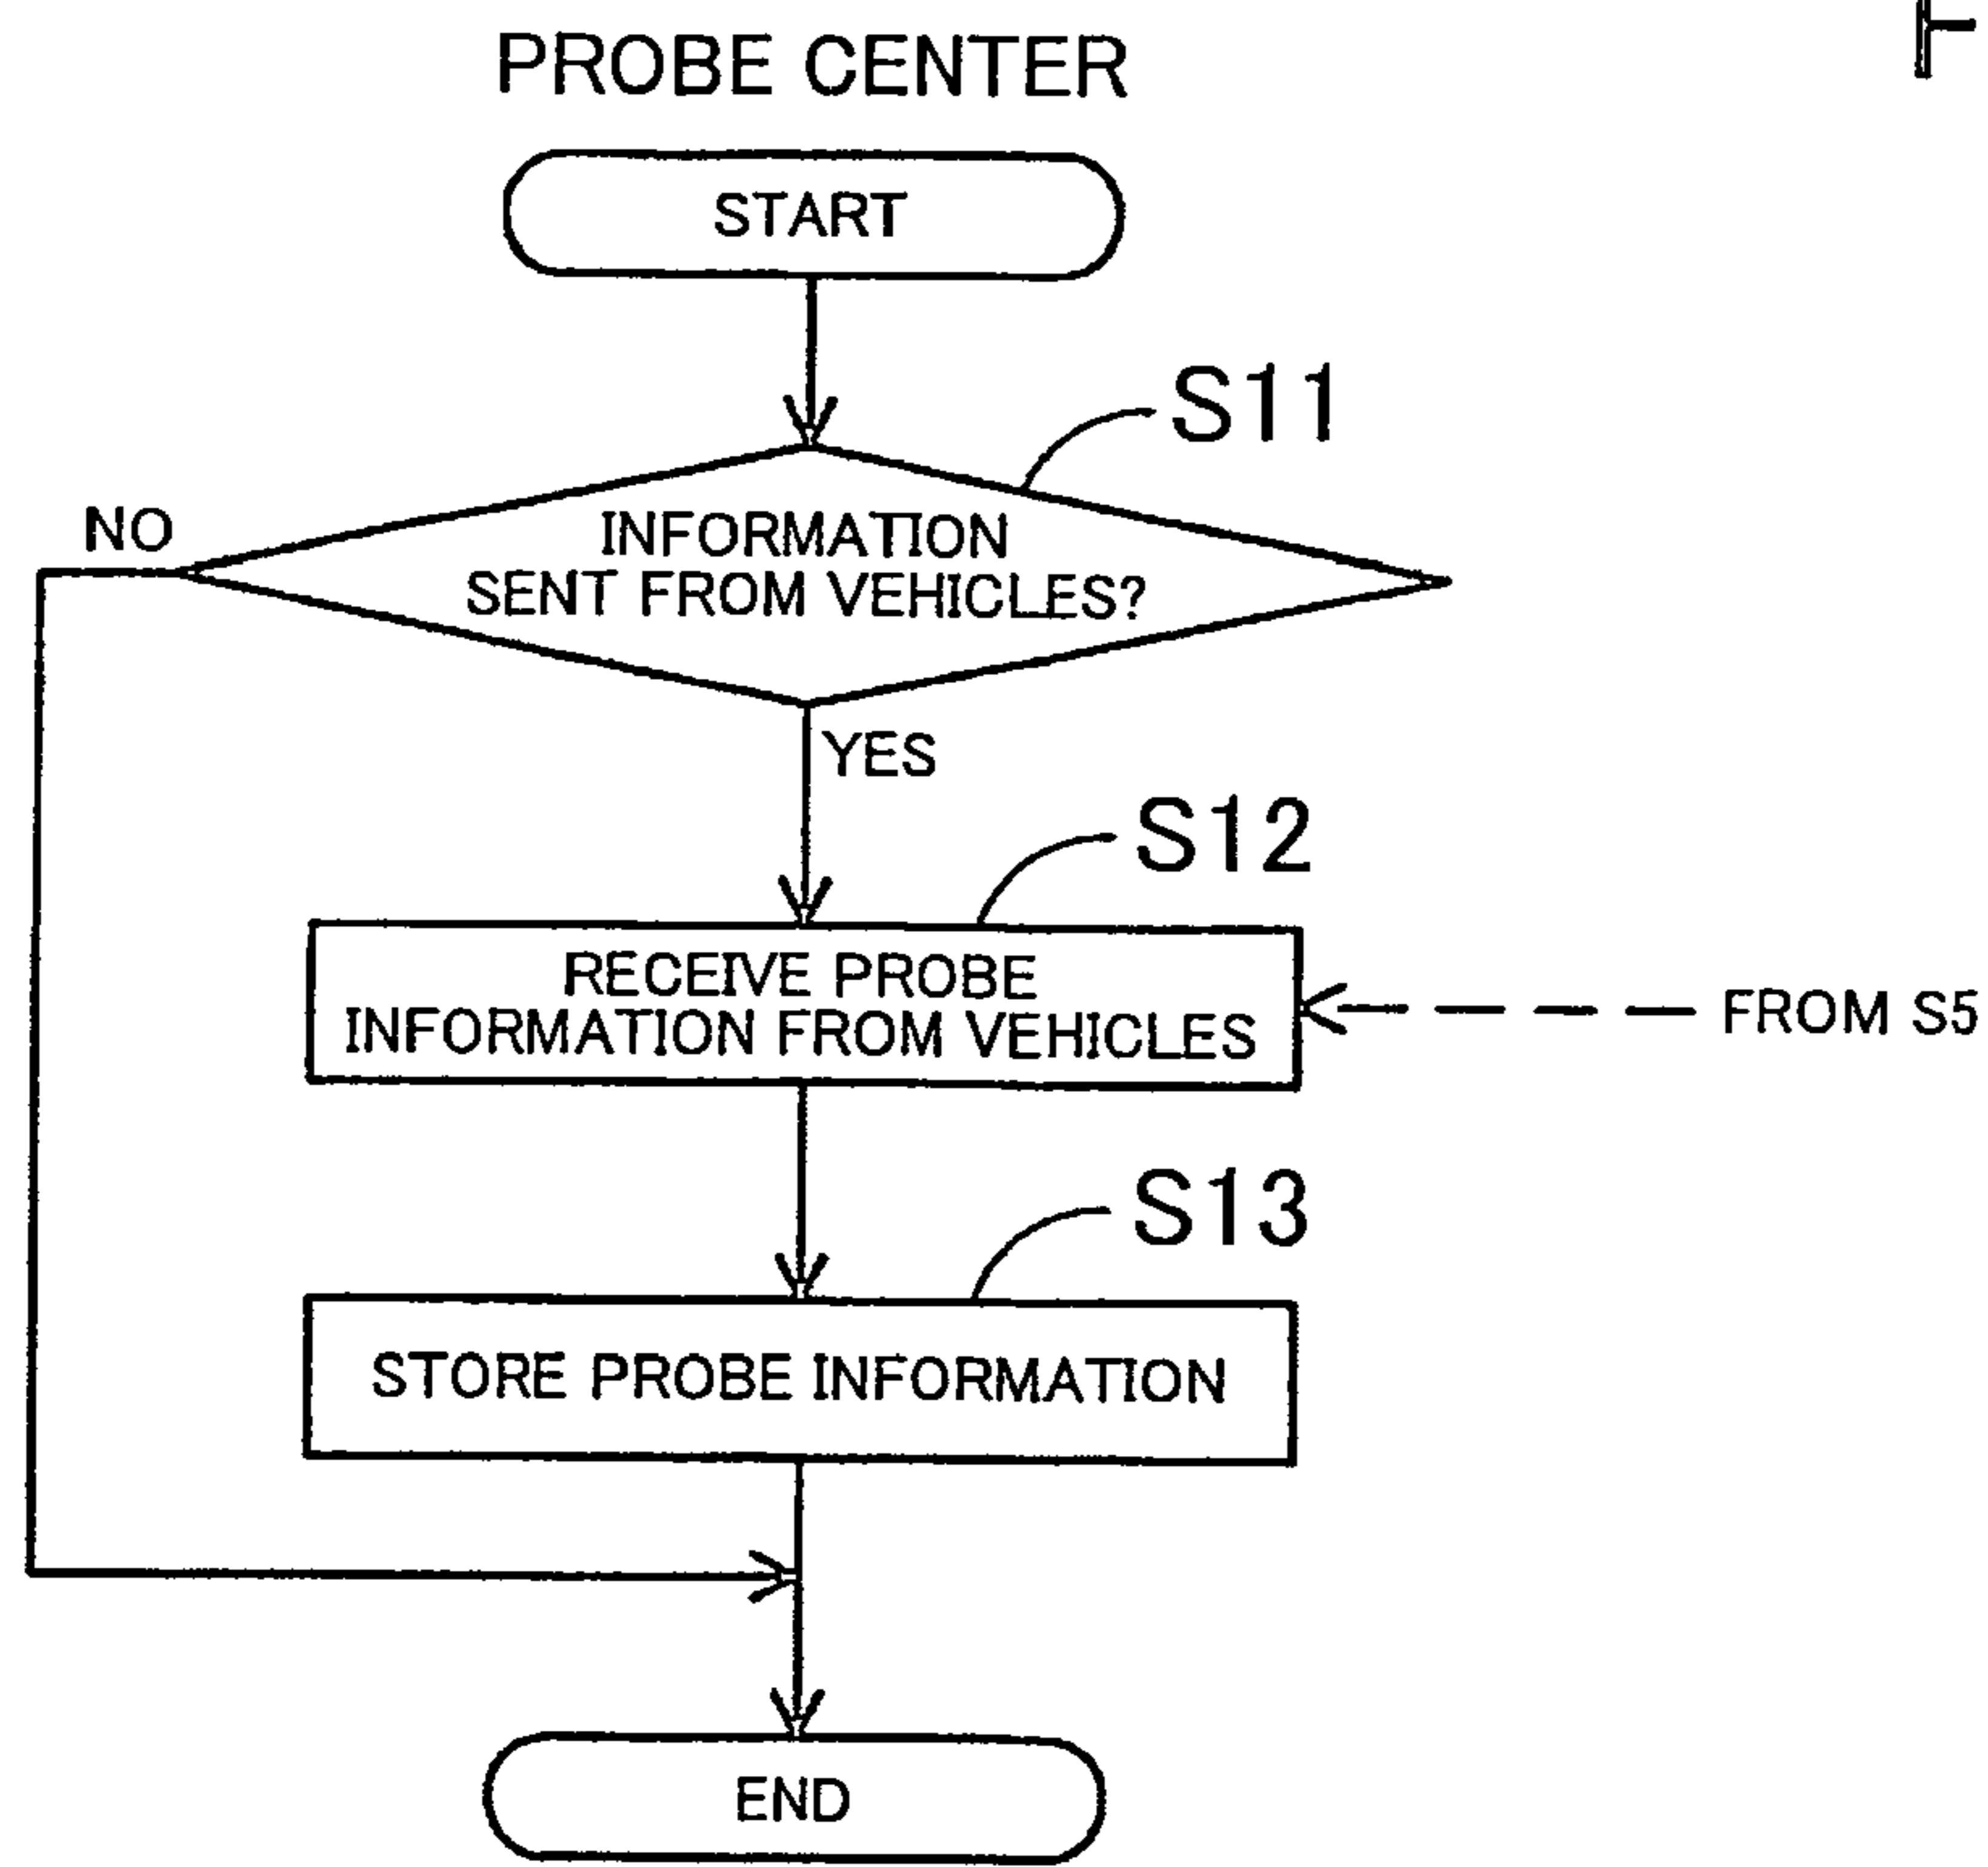 PROBE CENTER
START
S11
NO
INFORMATION
SENT FROM VEHICLES?
YES
S12
RECEIVE PROBE
INFORMATION FROM VEHICLES
FROM S5
S13
STORE PROBE INFORMATION
END